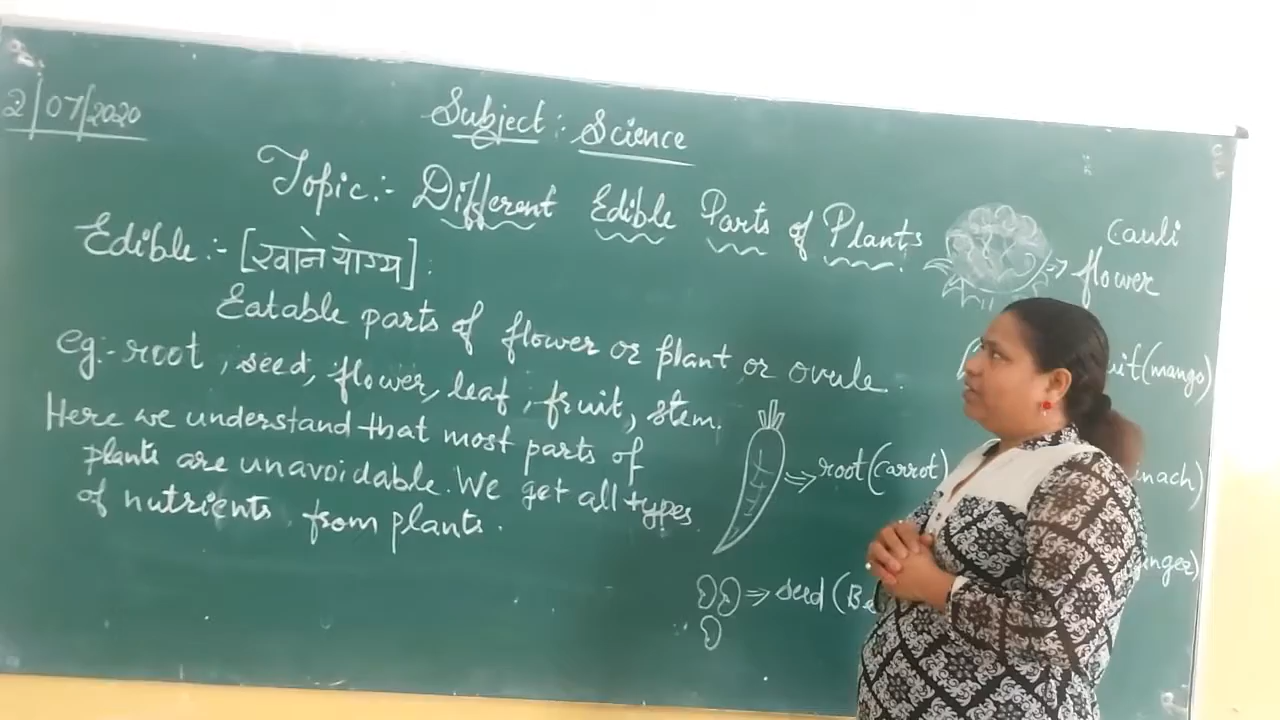 2/07/2020
Subject: Science
Topic:- Different Edible Parts of Plants
Edible:- [खाने योग्य]:
Eatable parts of flower or plant or ovule.
eg:- root, seed, flower, leaf, fruit, stem.
Here we understand that most parts of
plants are unavoidable. We get all types
of nutrients from plants.
cauli
flower
(mango)
root (carrot)
seed (